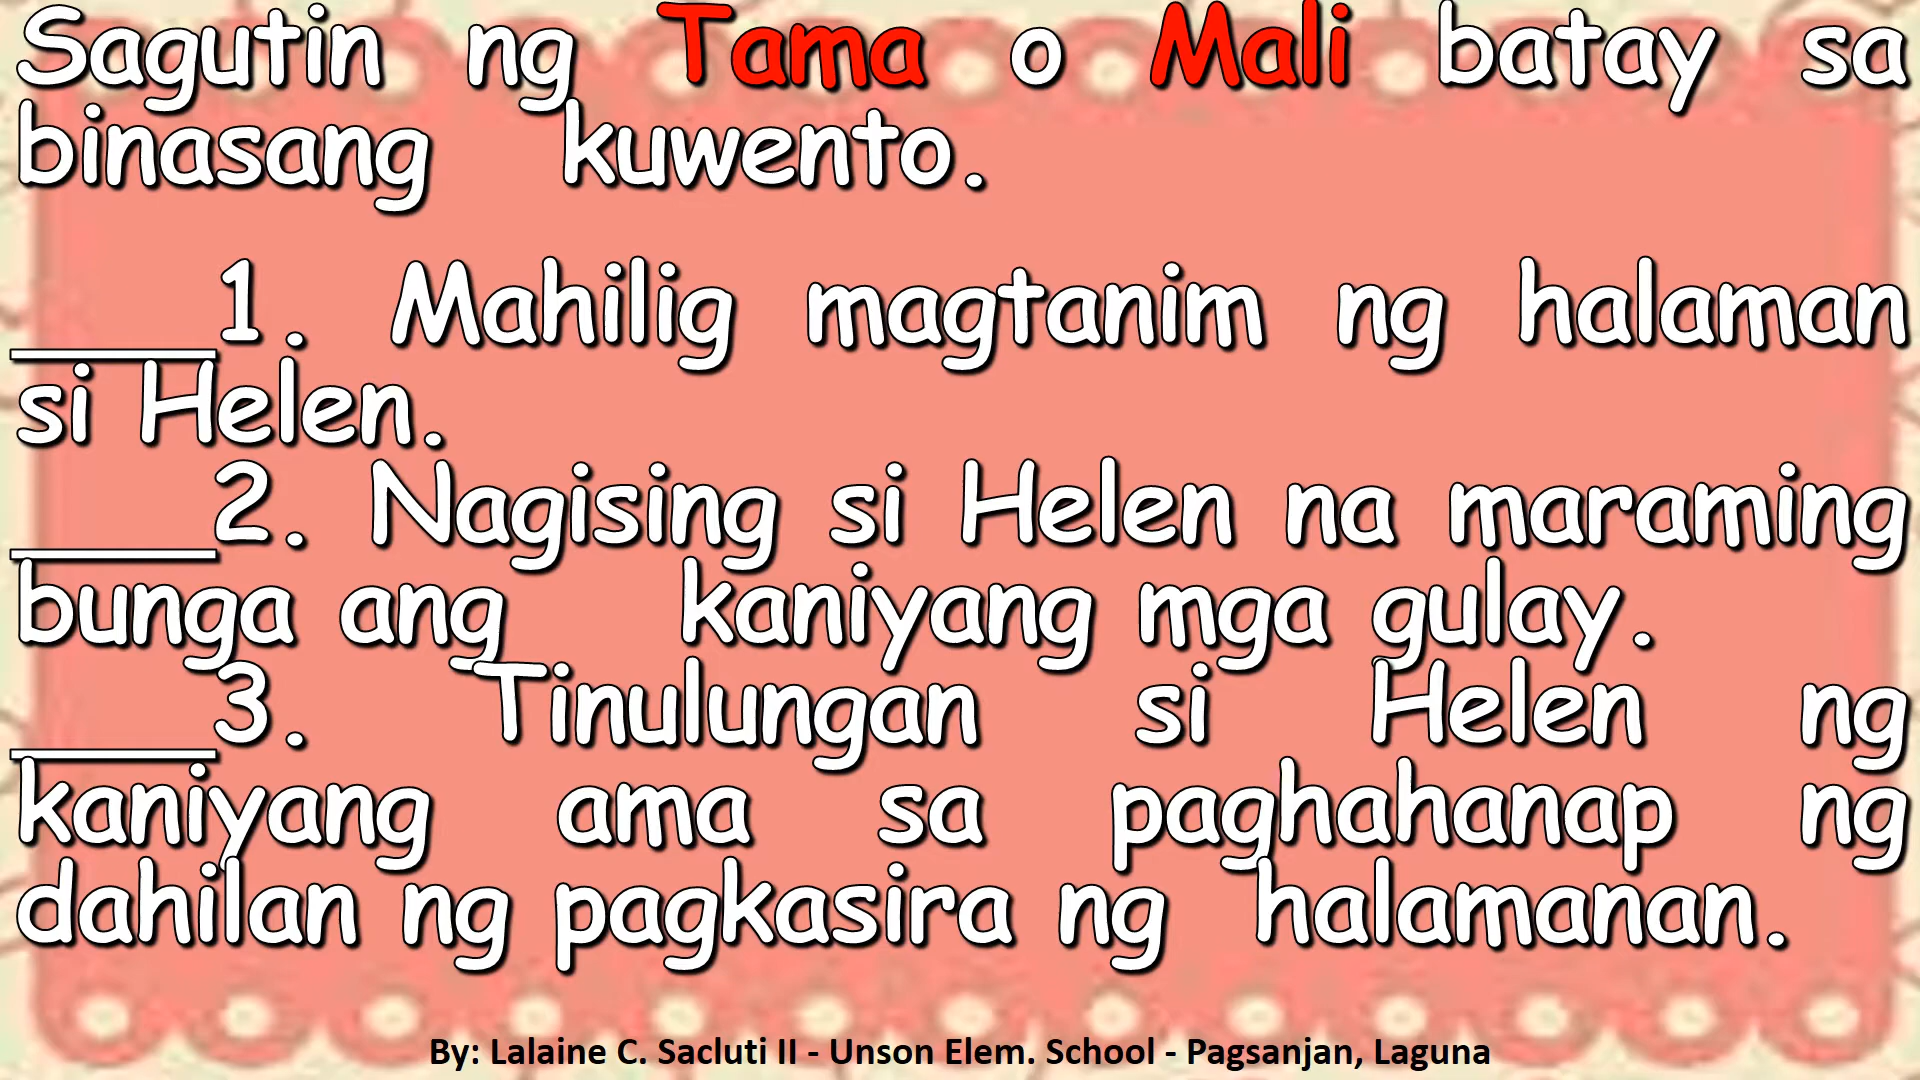 Sagutin ng Tama o Mali batay sa
binasang kuwento.
____1. Mahilig magtanim ng halaman
si Helen.
____2. Nagising si Helen na maraming
bunga ang kaniyang mga gulay.
____3. Tinulungan si Helen ng
kaniyang ama sa paghahanap ng
dahilan ng pagkasira ng halamanan.
By: Lalaine C. Sacluti II - Unson Elem. School - Pagsanjan, Laguna